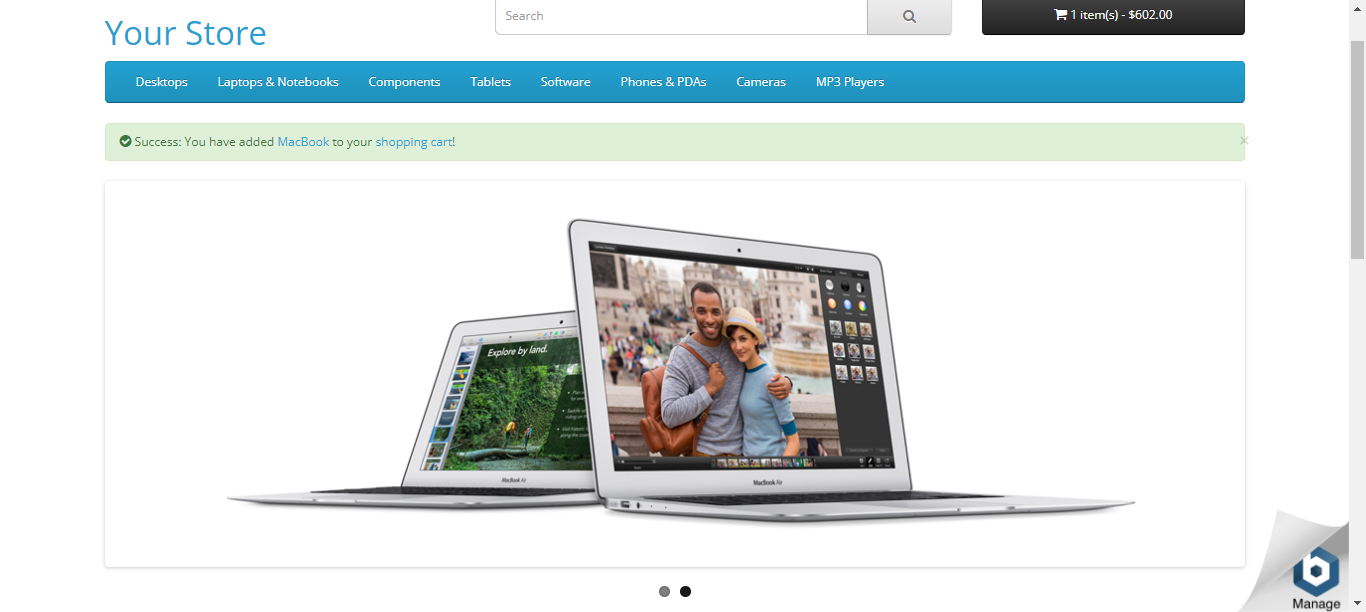 Search
1 item(s) - $602.00
Your Store
Desktops Laptops & Notebooks Components Tablets Software Phones & PDAs Cameras MP3 Players
Success: You have added MacBook to your shopping cart!
×
Explore by land.
MacBook Air
MacBook Air
b
Manage